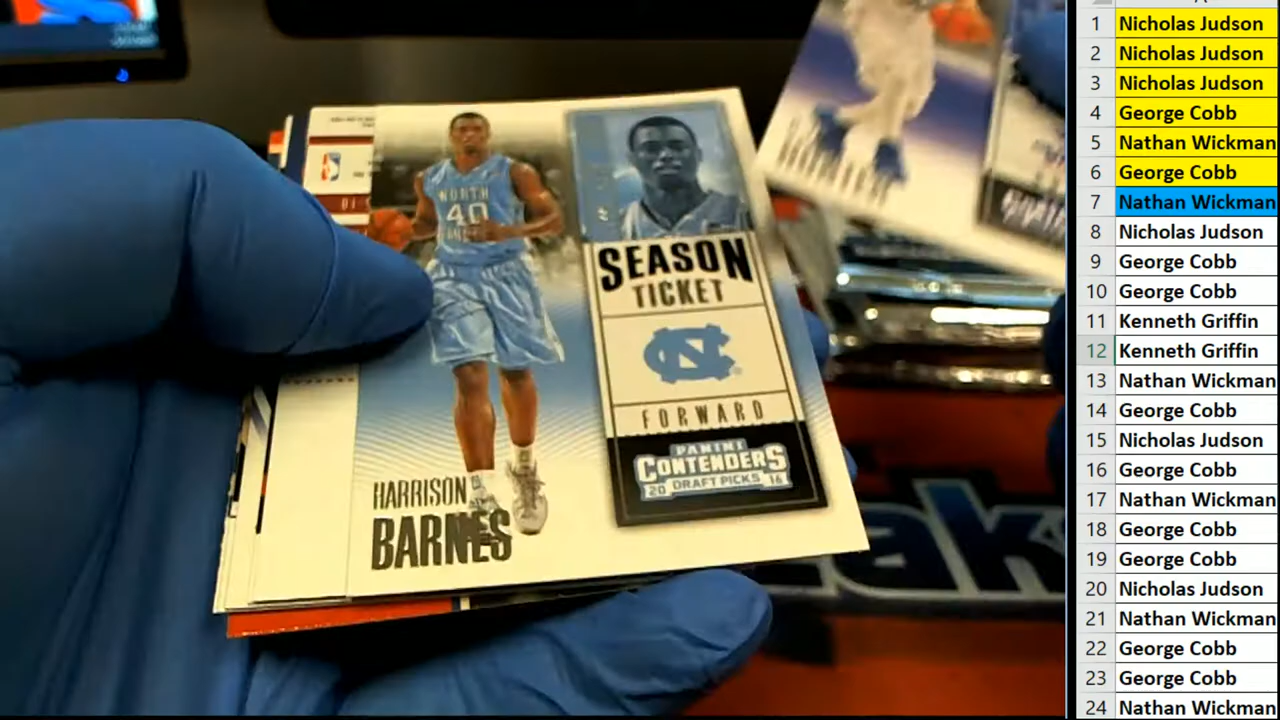 NORTH
40
SEASON
TICKET
NC
FORWARD
PANINI
CONTENDERS
20 DRAFT PICKS 16
HARRISON
BARNES
1 Nicholas Judson
2 Nicholas Judson
3 Nicholas Judson
4 George Cobb
5 Nathan Wickman
6 George Cobb
7 Nathan Wickman
8 Nicholas Judson
9 George Cobb
10 George Cobb
11 Kenneth Griffin
12 Kenneth Griffin
13 Nathan Wickman
14 George Cobb
15 Nicholas Judson
16 George Cobb
17 Nathan Wickman
18 George Cobb
19 George Cobb
20 Nicholas Judson
21 Nathan Wickman
22 George Cobb
23 George Cobb
24 Nathan Wickman